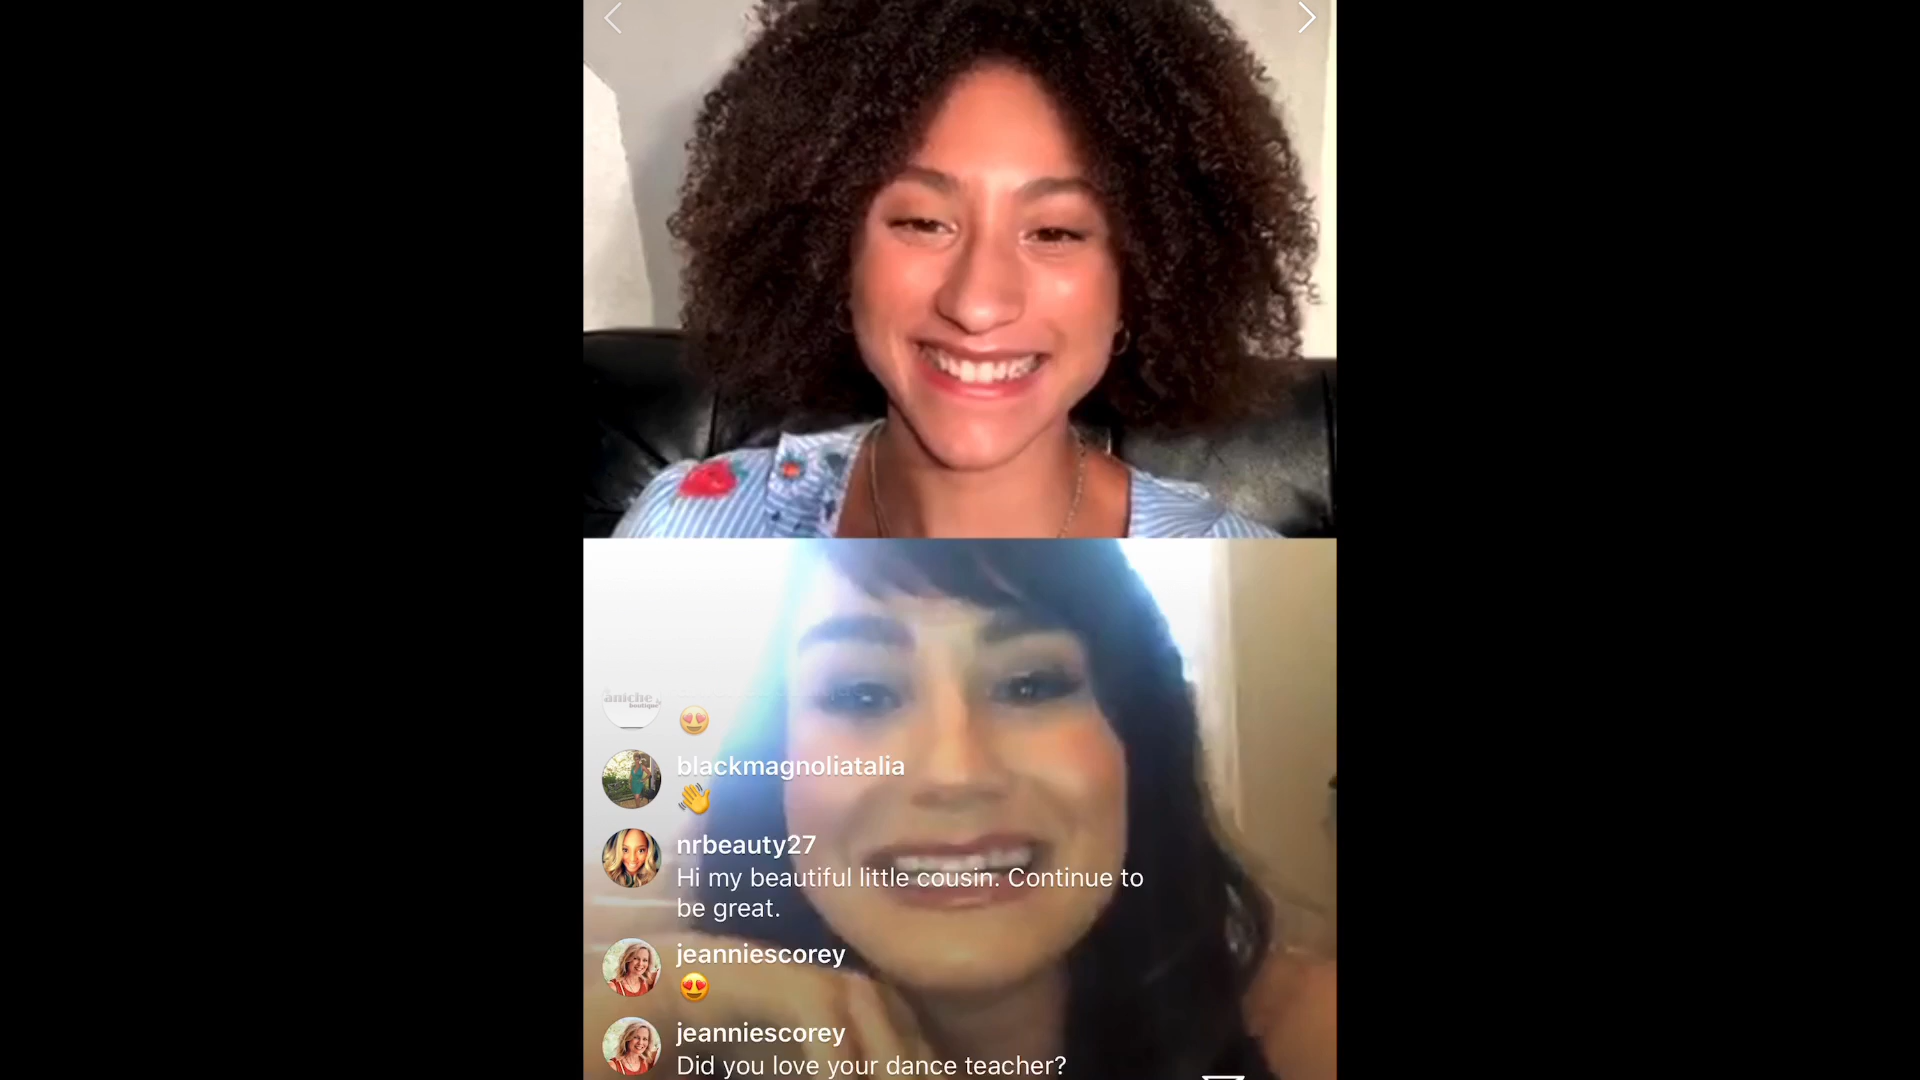 aniche
boutique
blackmagnoliatalia
nrbeauty27
Hi my beautiful little cousin. Continue to
be great.
jeanniescorey
jeanniescorey
Did you love your dance teacher?